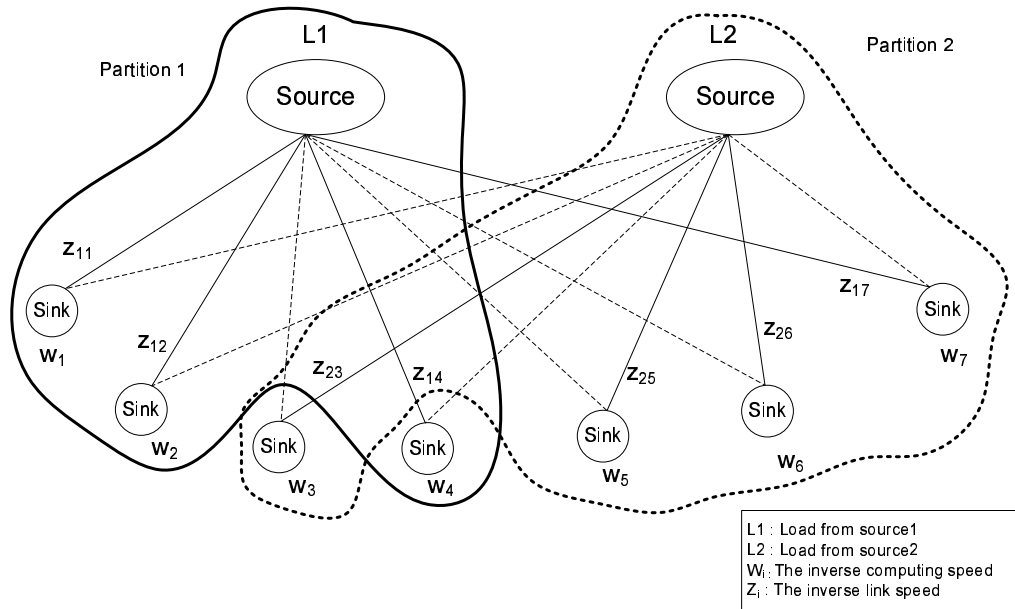 L1
L2
Partition 1
Partition 2
Source
Source
z11
z12
z23
z14
z25
z26
z17
Sink
Sink
Sink
Sink
Sink
Sink
Sink
w1
w2
w3
w4
w5
w6
w7
L1 : Load from source1
L2 : Load from source2
Wi : The inverse computing speed
Zi : The inverse link speed